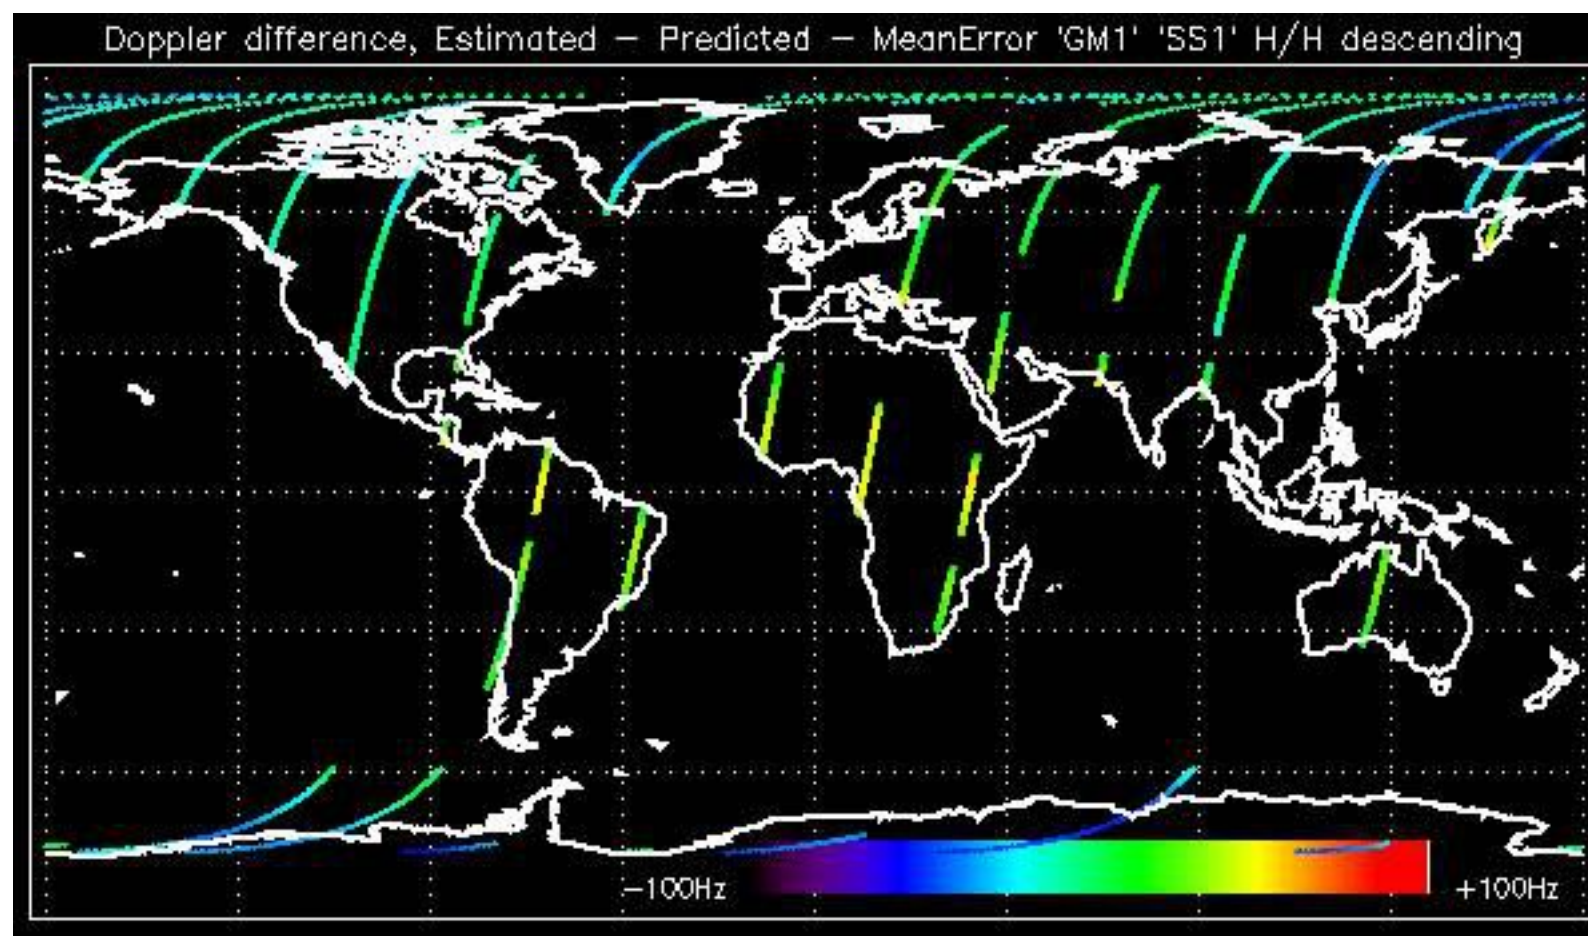 Doppler difference, Estimated – Predicted – MeanError 'GM1' 'SS1' H/H descending
-100Hz +100Hz